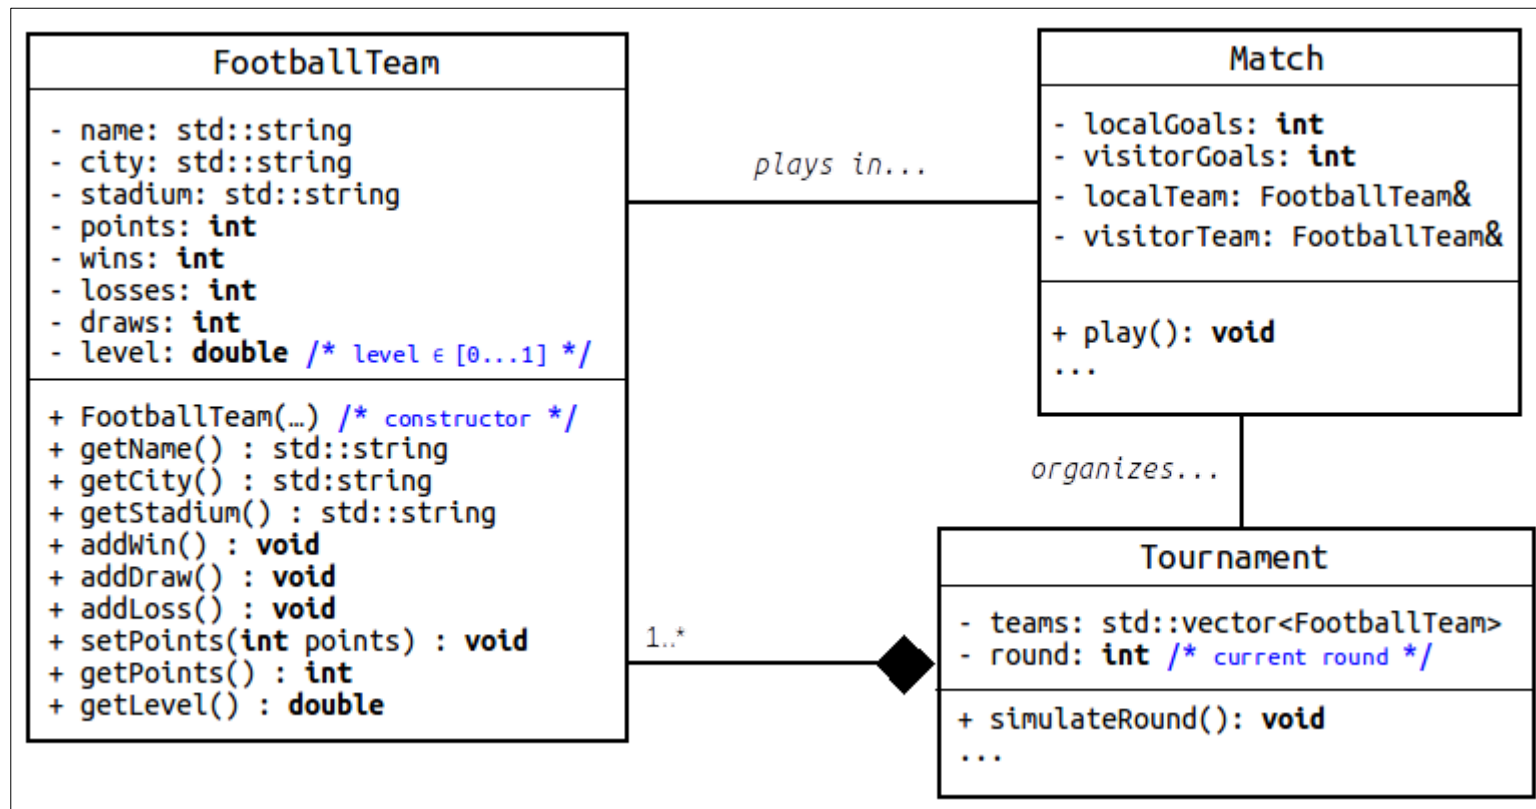 FootballTeam
- name: std::string
- city: std::string
- stadium: std::string
- points: int
- wins: int
- losses: int
- draws: int
- level: double /* level ∈ [0...1] */
+ FootballTeam(…) /* constructor */
+ getName() : std::string
+ getCity() : std:string
+ getStadium() : std::string
+ addWin() : void
+ addDraw() : void
+ addLoss() : void
+ setPoints(int points) : void
+ getPoints() : int
+ getLevel() : double
plays in...
Match
- localGoals: int
- visitorGoals: int
- localTeam: FootballTeam&
- visitorTeam: FootballTeam&
+ play(): void
...
organizes...
1..*
Tournament
- teams: std::vector<FootballTeam>
- round: int /* current round */
+ simulateRound(): void
...